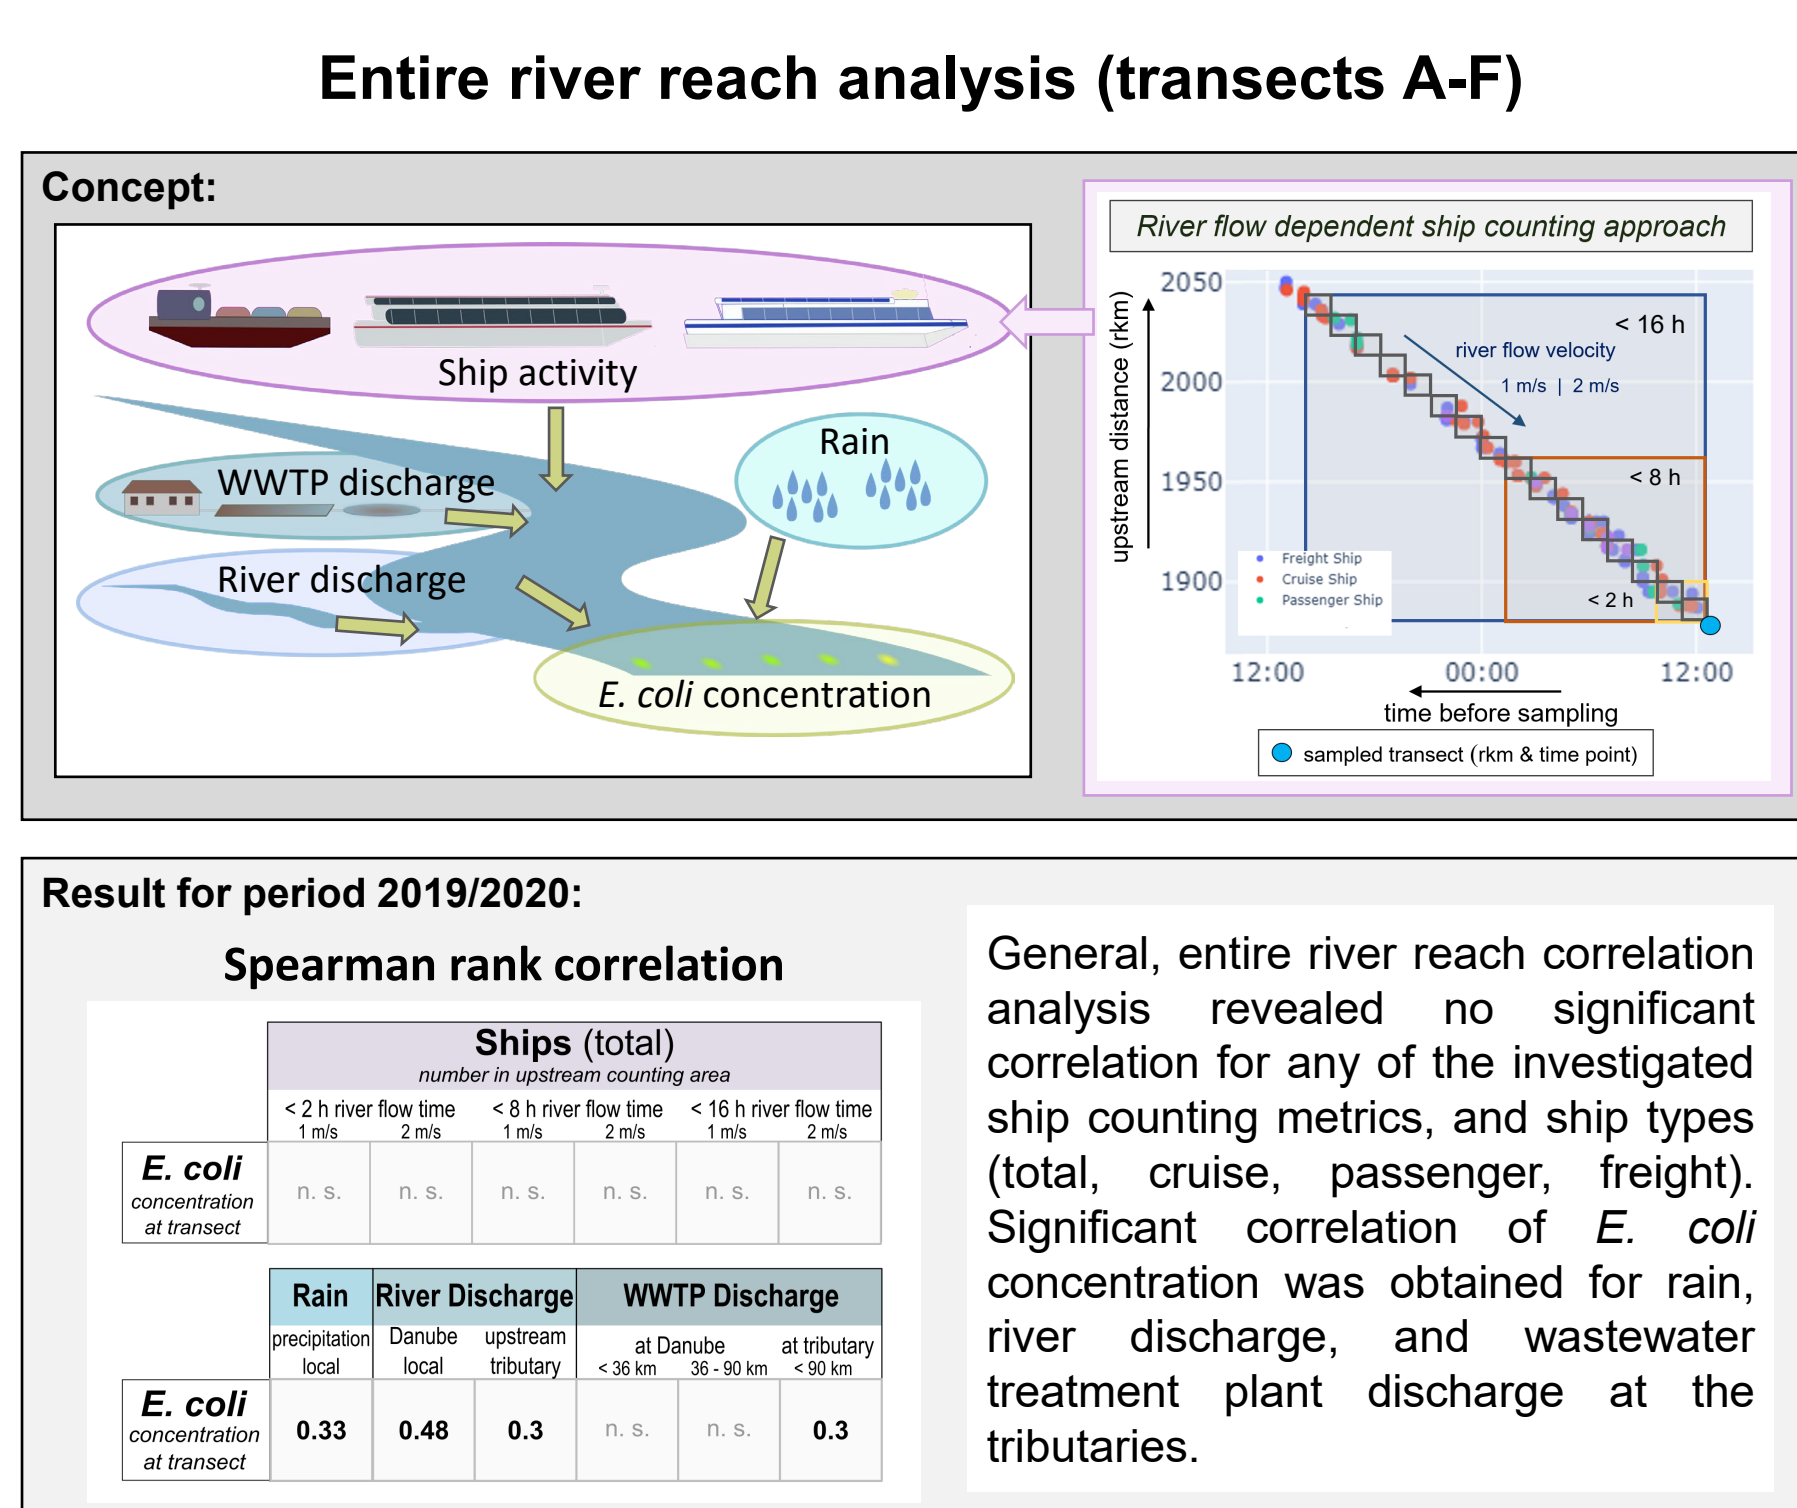 Entire river reach analysis (transects A-F)
Concept:
Ship activity
WWTP discharge
Rain
River discharge
E. coli concentration
River flow dependent ship counting approach
upstream distance (rkm)
2050
2000
1950
1900
< 16 h
river flow velocity
1 m/s | 2 m/s
< 8 h
< 2 h
Freight Ship
Cruise Ship
Passenger Ship
12:00 00:00 12:00
time before sampling
sampled transect (rkm & time point)
Result for period 2019/2020:
Spearman rank correlation
Ships (total)
number in upstream counting area
< 2 h river flow time < 8 h river flow time < 16 h river flow time
1 m/s 2 m/s 1 m/s 2 m/s 1 m/s 2 m/s
E. coli
concentration
at transect
n. s. n. s. n. s. n. s. n. s. n. s.
Rain River Discharge WWTP Discharge
precipitation local Danube local upstream tributary at Danube at tributary
< 36 km 36 - 90 km < 90 km
E. coli
concentration
at transect
0.33 0.48 0.3 n. s. n. s. 0.3
General, entire river reach correlation
analysis revealed no significant
correlation for any of the investigated
ship counting metrics, and ship types
(total, cruise, passenger, freight).
Significant correlation of E. coli
concentration was obtained for rain,
river discharge, and wastewater
treatment plant discharge at the
tributaries.